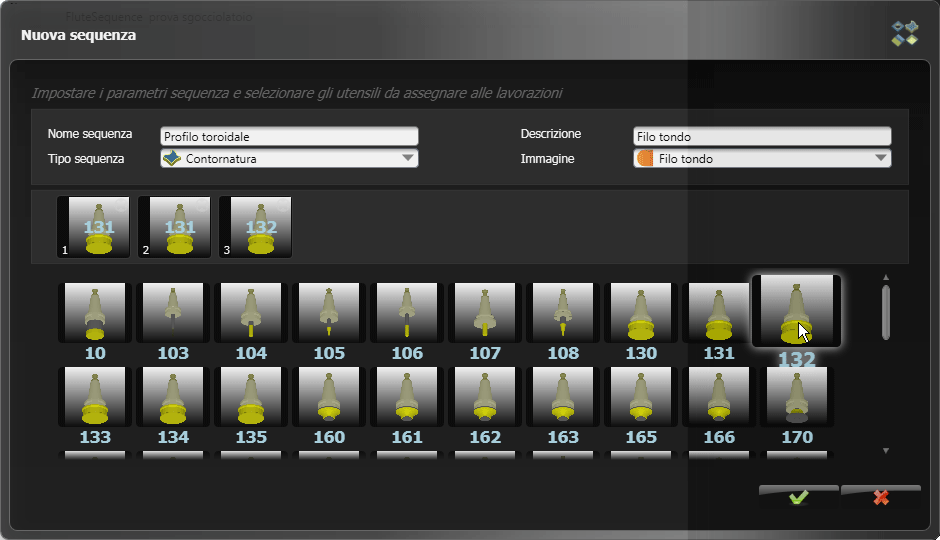 FluteSequence prova sgocciolatoio
Nuova sequenza
Impostare i parametri sequenza e selezionare gli utensili da assegnare alle lavorazioni
Nome sequenza Profilo toroidale Descrizione Filo tondo
Tipo sequenza Contornatura Immagine Filo tondo
131 131 132
1 2 3
10 103 104 105 106 107 108 130 131 132
133 134 135 160 161 162 163 165 166 170